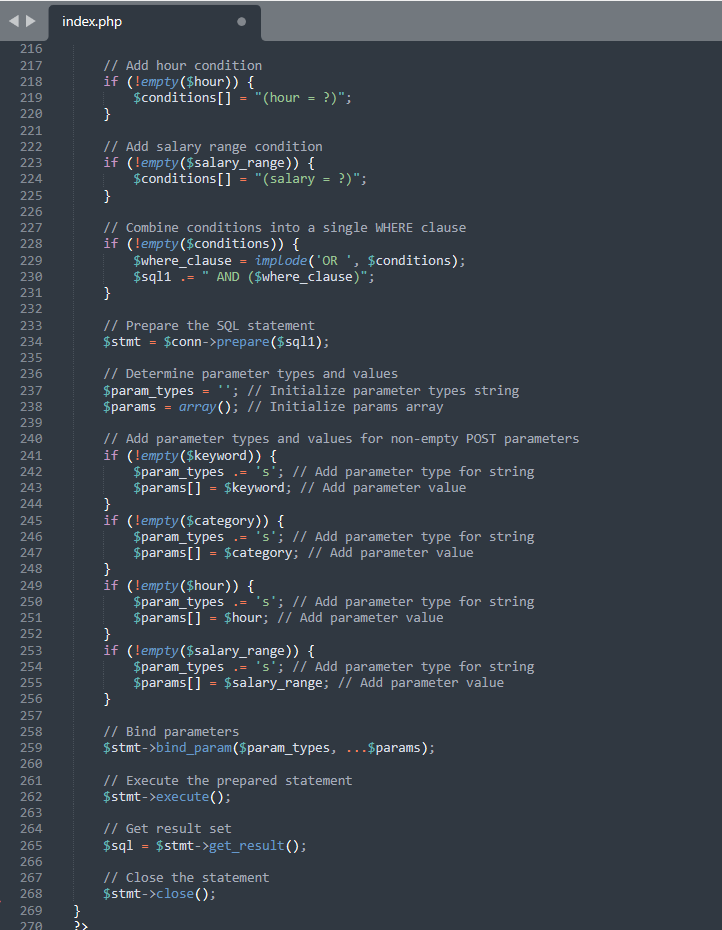 index.php
216
217 // Add hour condition
218 if (!empty($hour)) {
219 $conditions[] = "(hour = ?)";
220 }
221
222 // Add salary range condition
223 if (!empty($salary_range)) {
224 $conditions[] = "(salary = ?)";
225 }
226
227 // Combine conditions into a single WHERE clause
228 if (!empty($conditions)) {
229 $where_clause = implode('OR ', $conditions);
230 $sql1 .= " AND ($where_clause)";
231 }
232
233 // Prepare the SQL statement
234 $stmt = $conn->prepare($sql1);
235
236 // Determine parameter types and values
237 $param_types = ''; // Initialize parameter types string
238 $params = array(); // Initialize params array
239
240 // Add parameter types and values for non-empty POST parameters
241 if (!empty($keyword)) {
242 $param_types .= 's'; // Add parameter type for string
243 $params[] = $keyword; // Add parameter value
244 }
245 if (!empty($category)) {
246 $param_types .= 's'; // Add parameter type for string
247 $params[] = $category; // Add parameter value
248 }
249 if (!empty($hour)) {
250 $param_types .= 's'; // Add parameter type for string
251 $params[] = $hour; // Add parameter value
252 }
253 if (!empty($salary_range)) {
254 $param_types .= 's'; // Add parameter type for string
255 $params[] = $salary_range; // Add parameter value
256 }
257
258 // Bind parameters
259 $stmt->bind_param($param_types, ...$params);
260
261 // Execute the prepared statement
262 $stmt->execute();
263
264 // Get result set
265 $sql = $stmt->get_result();
266
267 // Close the statement
268 $stmt->close();
269 }
270 ?>